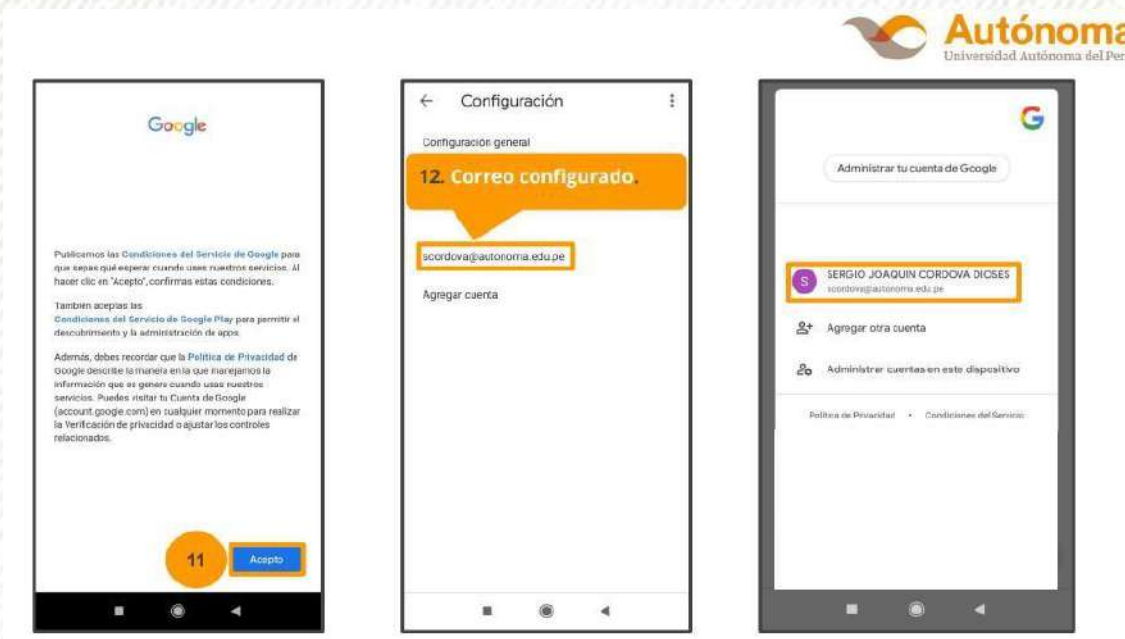 Autónoma
Universidad Autónoma del Per
Google
Publicamos las Condiciones del Servicio de Google para
que sepas qué esperar cuando uses nuestros servicios. Al
hacer clic en "Acepto", confirmas estas condiciones.
También aceptas las
Condiciones del Servicio de Google Play para permitir el
descubrimiento y la administración de apps.
Además, debes recordar que la Política de Privacidad de
Google describe la manera en la que manejamos la
información que se genera cuando usas nuestros
servicios. Puedes visitar tu Cuenta de Google
(account.google.com) en cualquier momento para realizar
la Verificación de privacidad o ajustar los controles
relacionados.
11
Acepto
Configuración
Configuración general
12. Correo configurado.
scordova@autonoma.edu.pe
Agregar cuenta
G
Administrar tu cuenta de Google
S
SERGIO JOAQUIN CORDOVA DIOSES
scordova@autonoma.edu.pe
Agregar otra cuenta
Administrar cuentas en este dispositivo
Política de Privacidad • Condiciones del Servicio